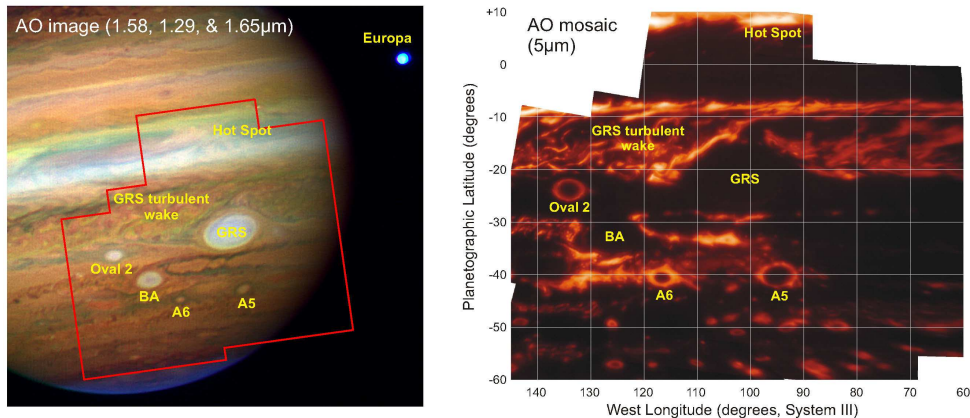 AO image (1.58, 1.29, & 1.65μm)
Europa
Hot Spot
GRS turbulent
wake
GRS
Oval 2
BA
A6
A5
AO mosaic
(5μm)
Hot Spot
GRS turbulent
wake
GRS
Oval 2
BA
A6
A5
Planetographic Latitude (degrees)
+10
0
-10
-20
-30
-40
-50
-60
140 130 120 110 100 90 80 70 60
West Longitude (degrees, System III)